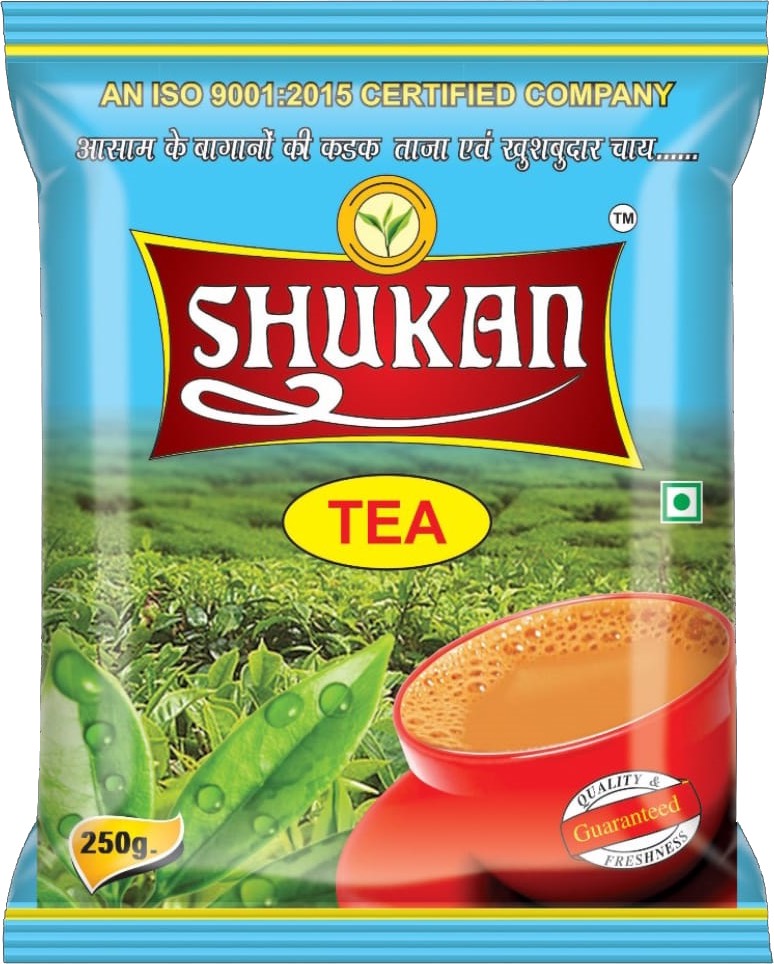 AN ISO 9001:2015 CERTIFIED COMPANY
आसाम के बागानों की कडक ताजा एवं खुशबुदार चाय......
TM
SHUKAN
TEA
250g.
QUALITY &
Guaranteed
FRESHNESS